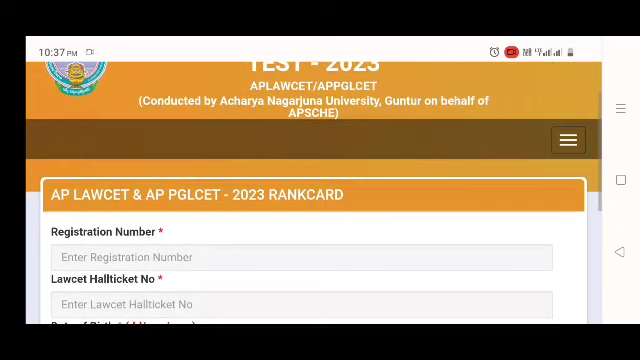 10:37 PM
TEST - 2023
APLAWCET/APPGLCET
(Conducted by Acharya Nagarjuna University, Guntur on behalf of
APSCHE)
AP LAWCET & AP PGLCET - 2023 RANKCARD
Registration Number *
Enter Registration Number
Lawcet Hallticket No *
Enter Lawcet Hallticket No